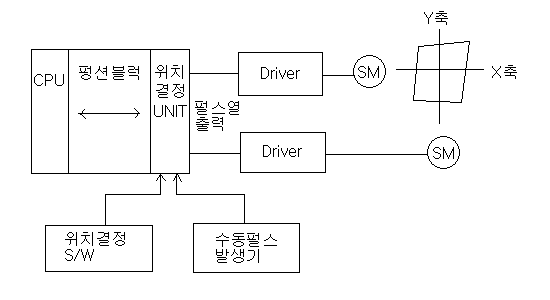 Y축
X축
CPU
펑션블럭
위치
결정
UNIT
펄스열
출력
Driver
SM
Driver
SM
위치결정
S/W
수동펄스
발생기